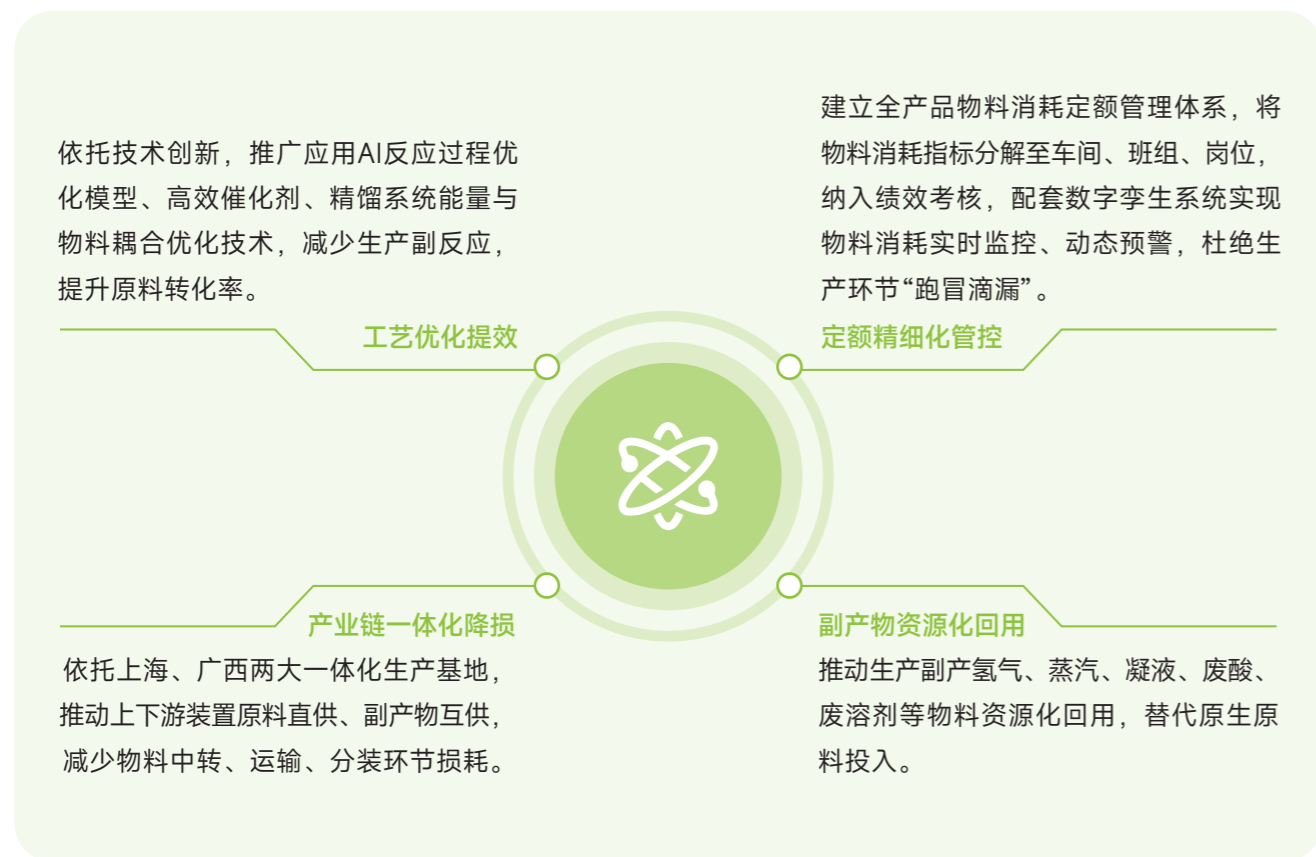 依托技术创新，推广应用AI反应过程优
化模型、高效催化剂、精馏系统能量与
物料耦合优化技术，减少生产副反应，
提升原料转化率。
工艺优化提效
建立全产品物料消耗定额管理体系，将
物料消耗指标分解至车间、班组、岗位，
纳入绩效考核，配套数字孪生系统实现
物料消耗实时监控、动态预警，杜绝生
产环节“跑冒滴漏”。
定额精细化管控
产业链一体化降损
依托上海、广西两大一体化生产基地，
推动上下游装置原料直供、副产物互供，
减少物料中转、运输、分装环节损耗。
副产物资源化回用
推动生产副产氢气、蒸汽、凝液、废酸、
废溶剂等物料资源化回用，替代原生原
料投入。